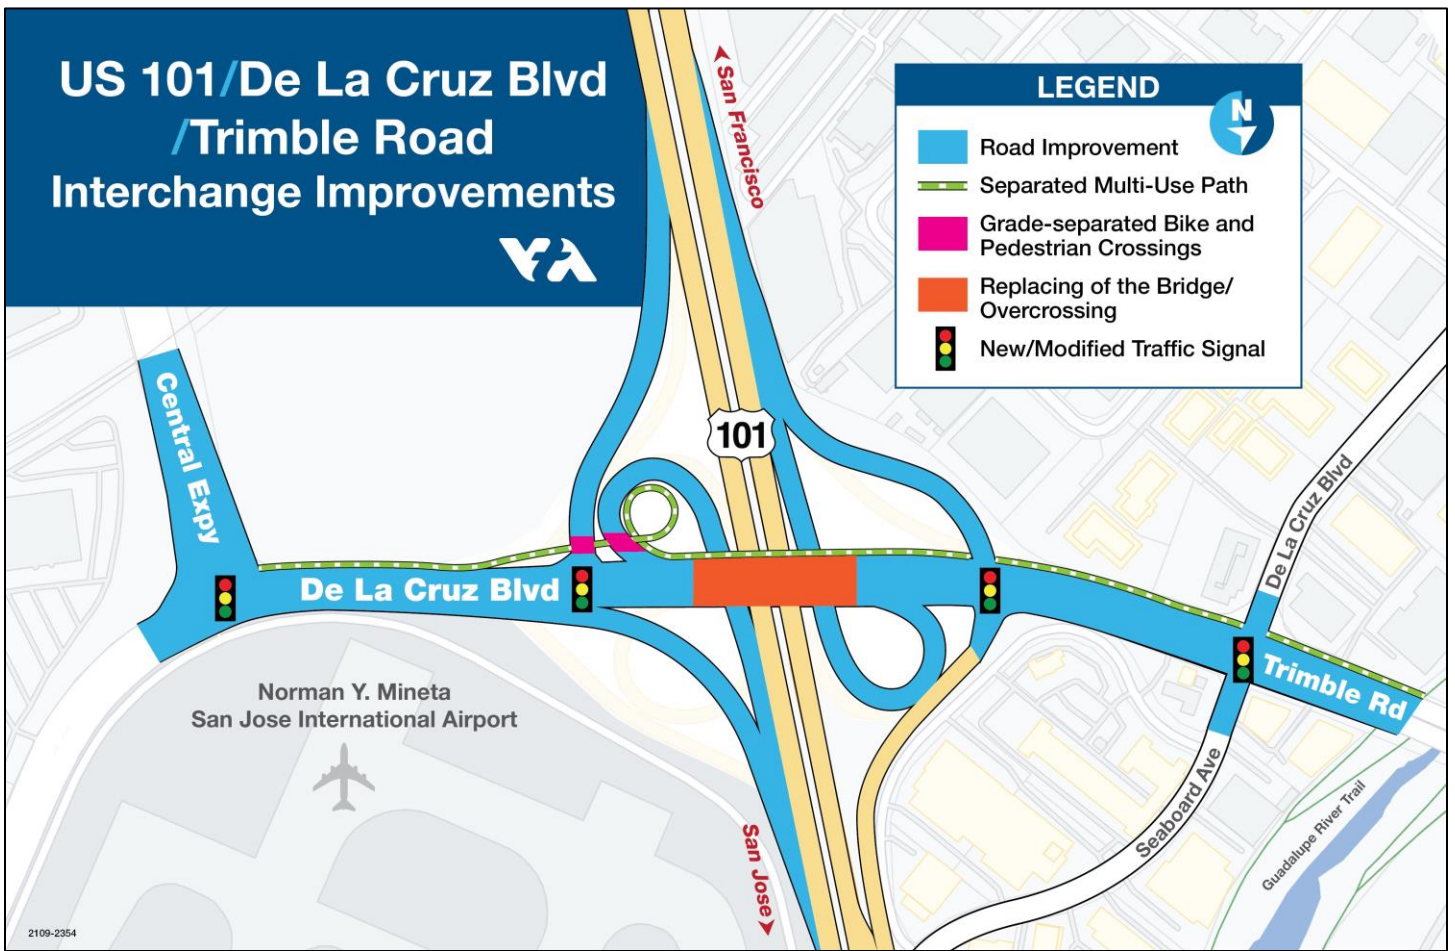 US 101/De La Cruz Blvd
/Trimble Road
Interchange Improvements
VTA
San Francisco
LEGEND
N
Road Improvement
Separated Multi-Use Path
Grade-separated Bike and
Pedestrian Crossings
Replacing of the Bridge/
Overcrossing
New/Modified Traffic Signal
Central Expy
101
De La Cruz Blvd
De La Cruz Blvd
Trimble Rd
Norman Y. Mineta
San Jose International Airport
Seaboard Ave
Guadalupe River Trail
San Jose
2109-2354